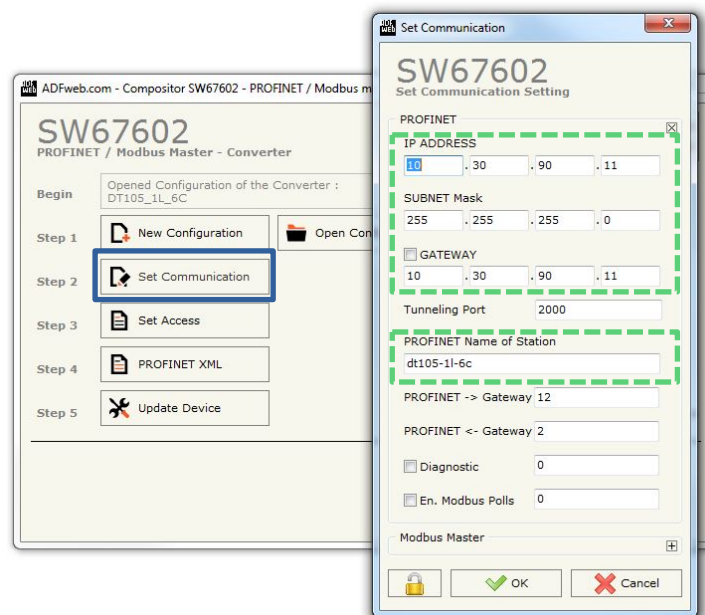 ADFweb.com - Compositor SW67602 - PROFINET / Modbus m
SW67602
PROFINET / Modbus Master - Converter
Begin
Opened Configuration of the Converter :
DT105_1L_6C
Step 1
New Configuration
Open Con
Step 2
Set Communication
Step 3
Set Access
Step 4
PROFINET XML
Step 5
Update Device
Set Communication
SW67602
Set Communication Setting
PROFINET
IP ADDRESS
10 . 30 . 90 . 11
SUBNET Mask
255 . 255 . 255 . 0
GATEWAY
10 . 30 . 90 . 11
Tunneling Port 2000
PROFINET Name of Station
dt105-1l-6c
PROFINET -> Gateway 12
PROFINET <- Gateway 2
Diagnostic 0
En. Modbus Polls 0
Modbus Master
OK
Cancel